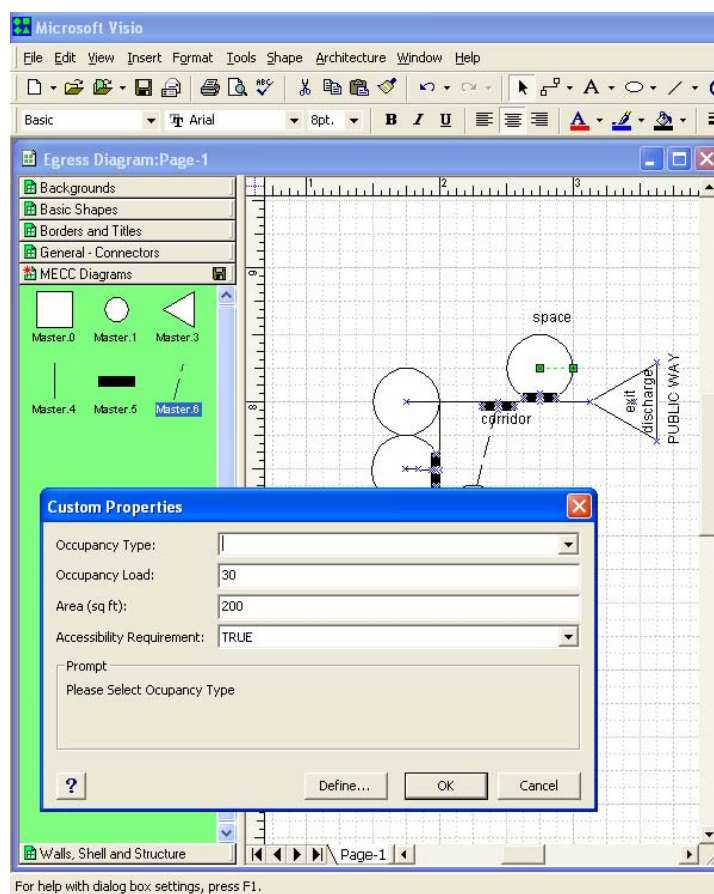 Microsoft Visio
File Edit View Insert Format Tools Shape Architecture Window Help
ABC
A
Basic Tr Arial 8pt. B I U A
Egress Diagram:Page-1
Backgrounds
Basic Shapes
Borders and Titles
General - Connectors
MECC Diagrams
Master.0 Master.1 Master.3
Master.4 Master.5 Master.6
1 2 3
9
8
space
corridor
exit
discharge
PUBLIC WAY
Custom Properties
Occupancy Type:
Occupancy Load: 30
Area (sq ft): 200
Accessibility Requirement: TRUE
Prompt
Please Select Ocupancy Type
? Define... OK Cancel
Walls, Shell and Structure
Page-1
For help with dialog box settings, press F1.